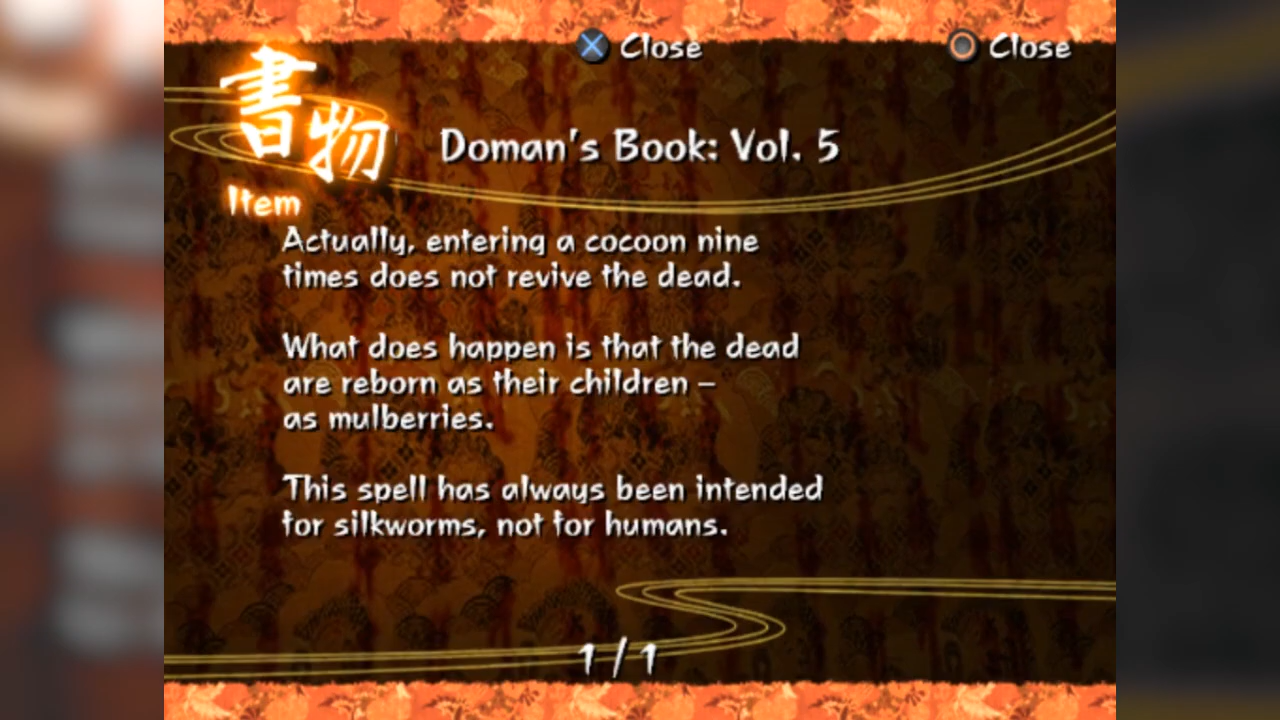 Close
Close
書物
Item
Doman's Book: Vol. 5
Actually, entering a cocoon nine
times does not revive the dead.
What does happen is that the dead
are reborn as their children –
as mulberries.
This spell has always been intended
for silkworms, not for humans.
1/1